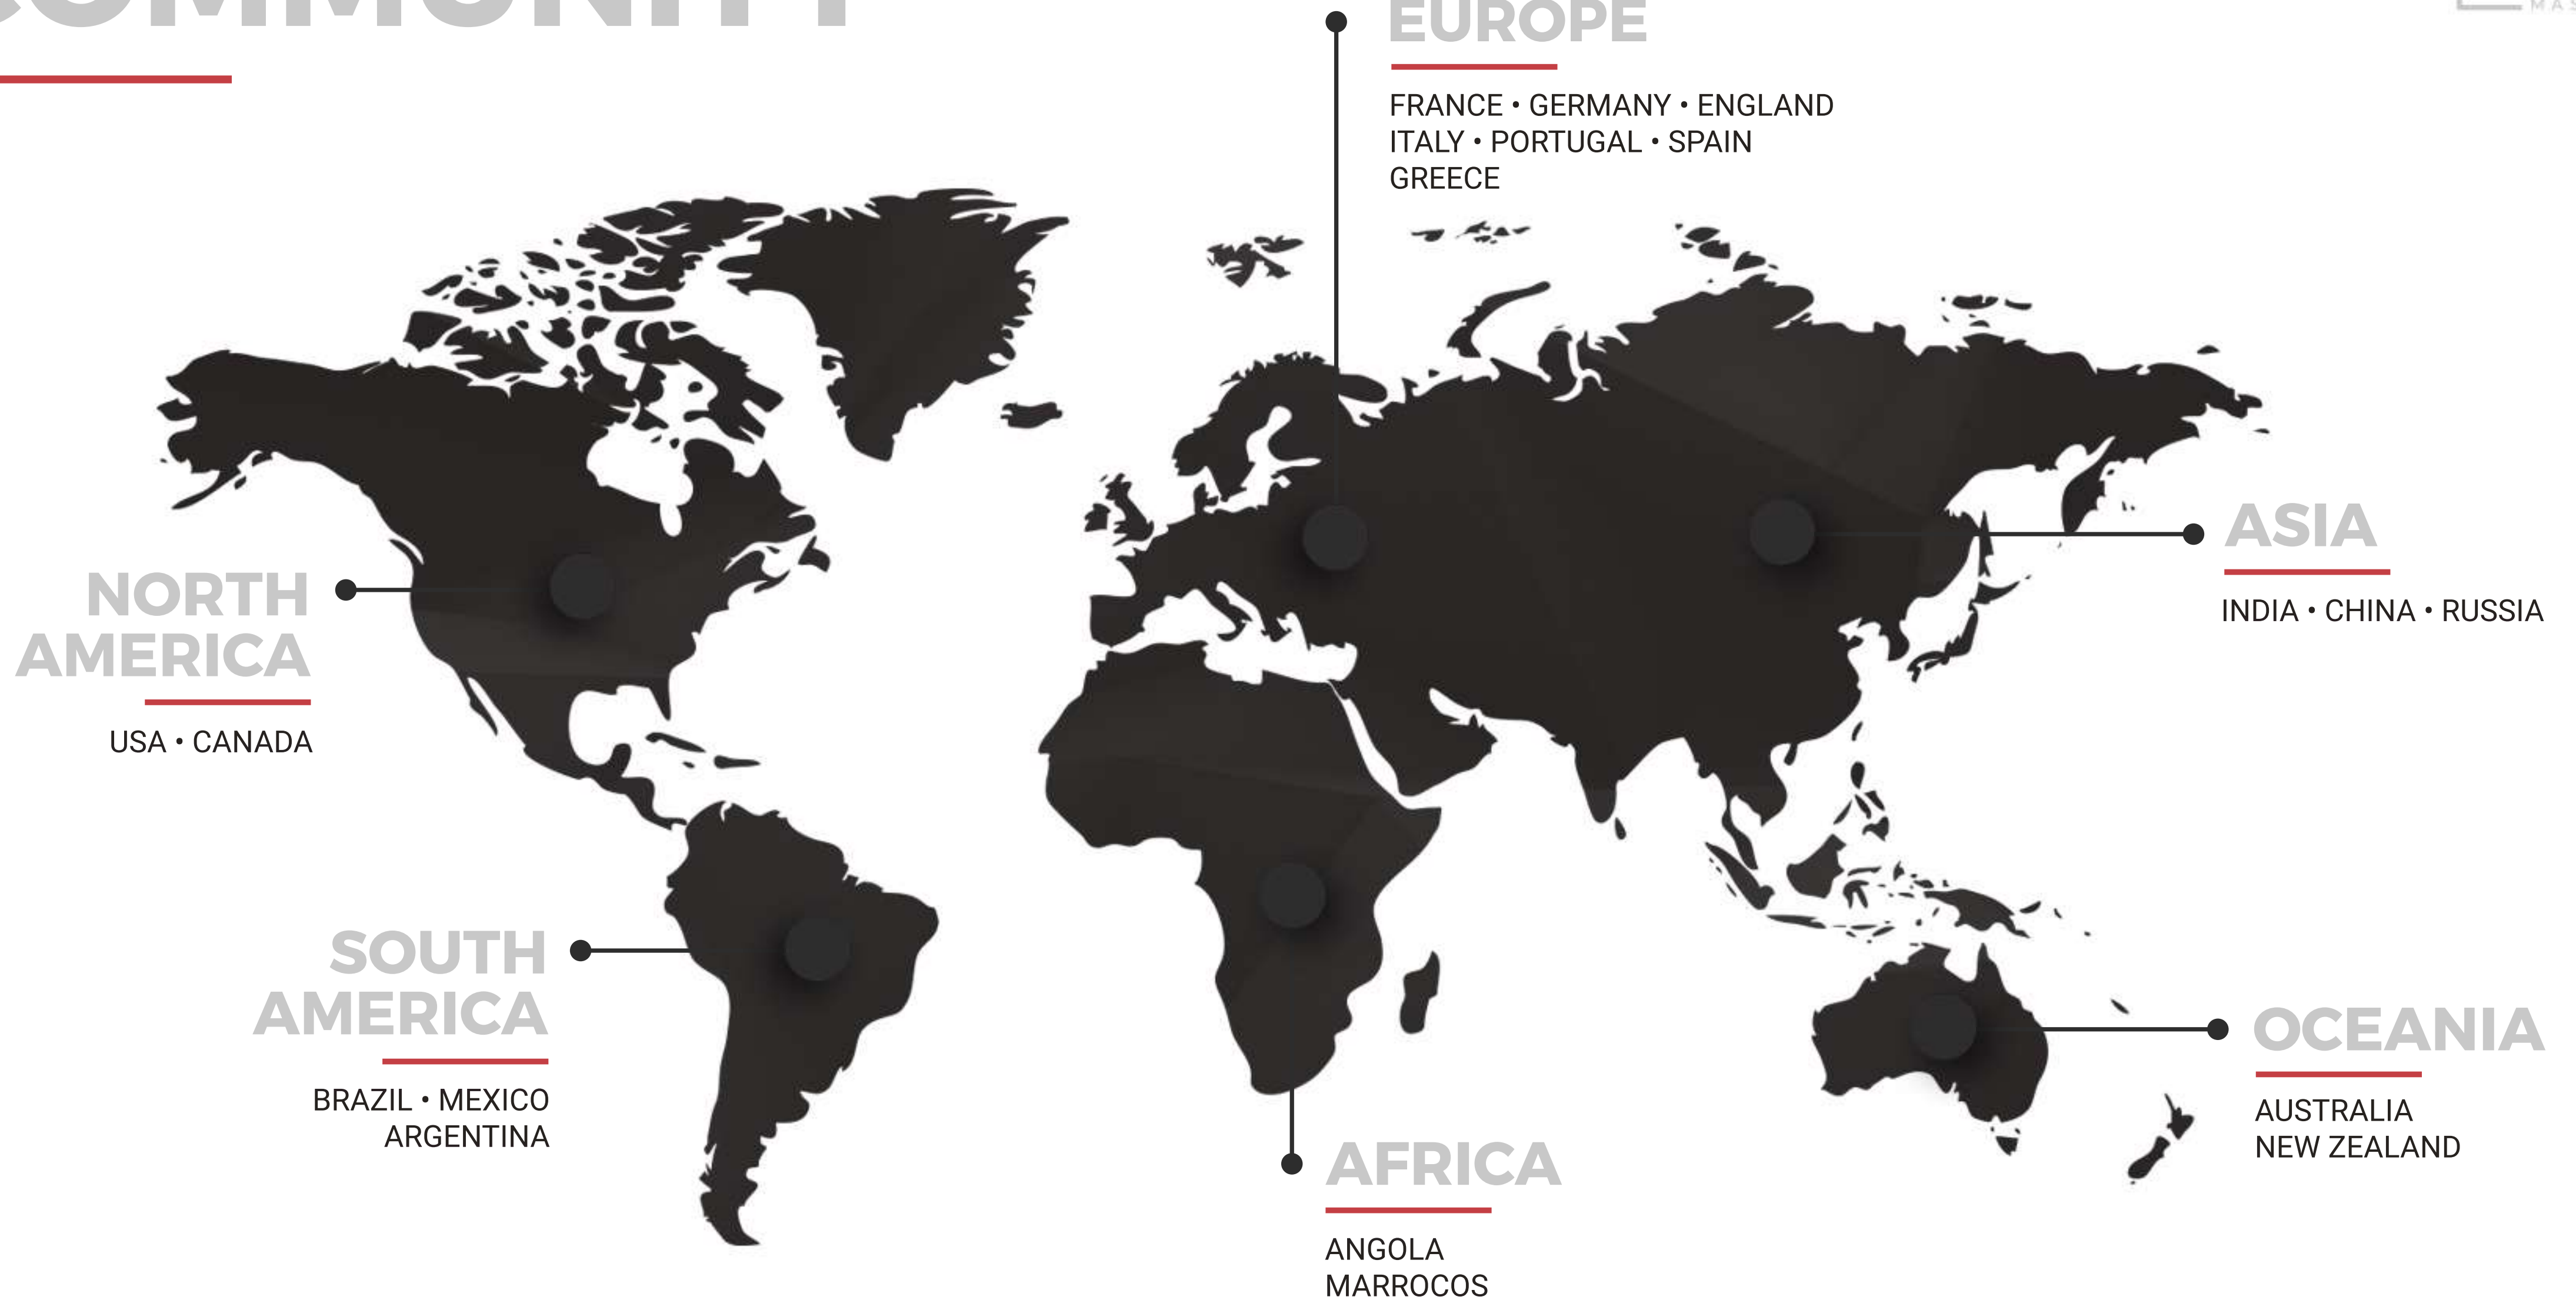 COMMUNITY
EUROPE
FRANCE • GERMANY • ENGLAND
ITALY • PORTUGAL • SPAIN
GREECE
ASIA
INDIA • CHINA • RUSSIA
NORTH
AMERICA
USA • CANADA
SOUTH
AMERICA
BRAZIL • MEXICO
ARGENTINA
OCEANIA
AUSTRALIA
NEW ZEALAND
AFRICA
ANGOLA
MARROCOS